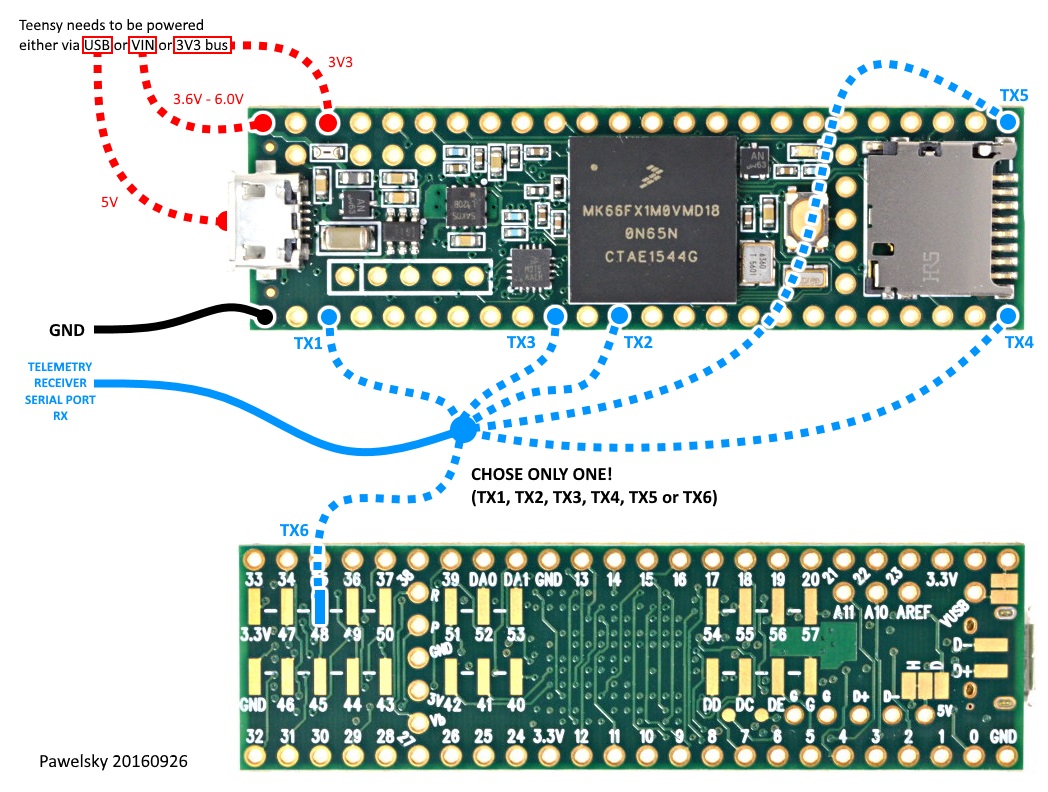 Teensy needs to be powered
either via USB or VIN or 3V3 bus
3V3
3.6V - 6.0V
5V
TX5
MK66FX1M0VMD18
0N65N
CTAE1544G
GND
TX1
TX3
TX2
TX4
TELEMETRY
RECEIVER
SERIAL PORT
RX
CHOSE ONLY ONE!
(TX1, TX2, TX3, TX4, TX5 or TX6)
TX6
33 34 35 36 37 38 39 DA0 DA1 GND 13 14 15 16 17 18 19 20 21 22 23 3.3V
R
A11 A10 AREF VUSB
P
3.3V 47 48 49 50 51 52 53 54 55 56 57
GND
D-
D+
H D
3V
GND 46 45 44 43 42 41 40 DD DC DE G G G D+ D- 5V
Vb
32 31 30 29 28 27 26 25 24 3.3V 12 11 10 9 8 7 6 5 4 3 2 1 0 GND
Pawelsky 20160926